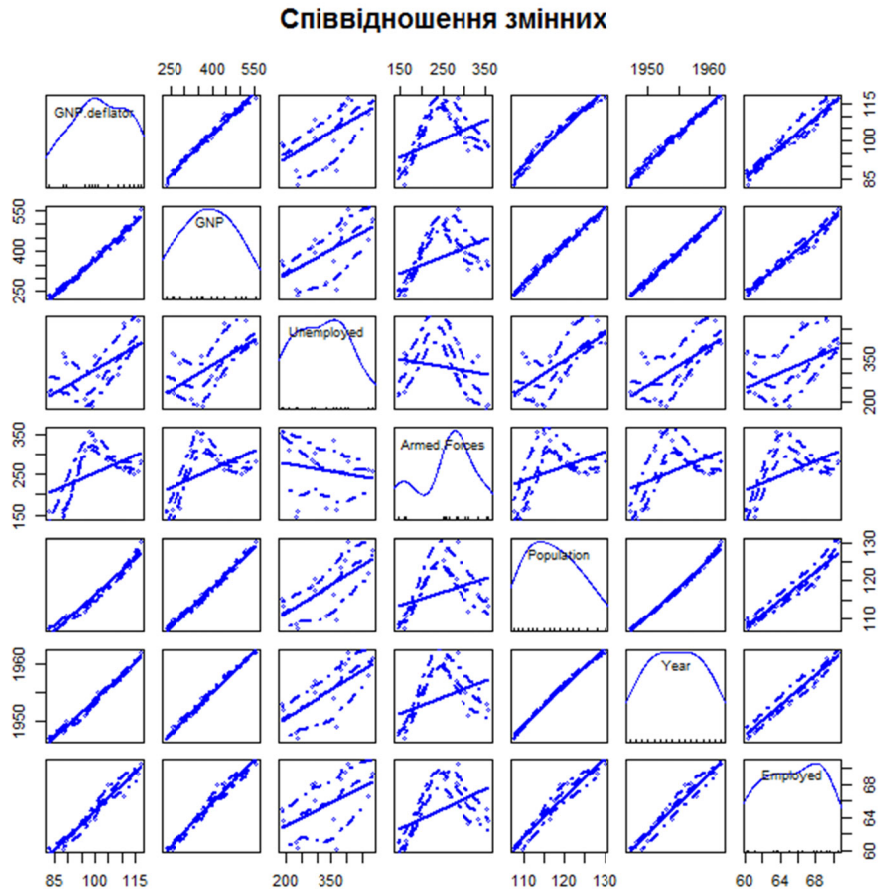 Співвідношення змінних
250 400 550 150 250 350 1950 1960
GNP.deflator
85 100 115
250 400 550
GNP
Unemployed
200 350
150 250 350
Armed.Forces
Population
110 120 130
1950 1960
Year
Employed
60 64 68
85 100 115 200 350 110 120 130 60 64 68